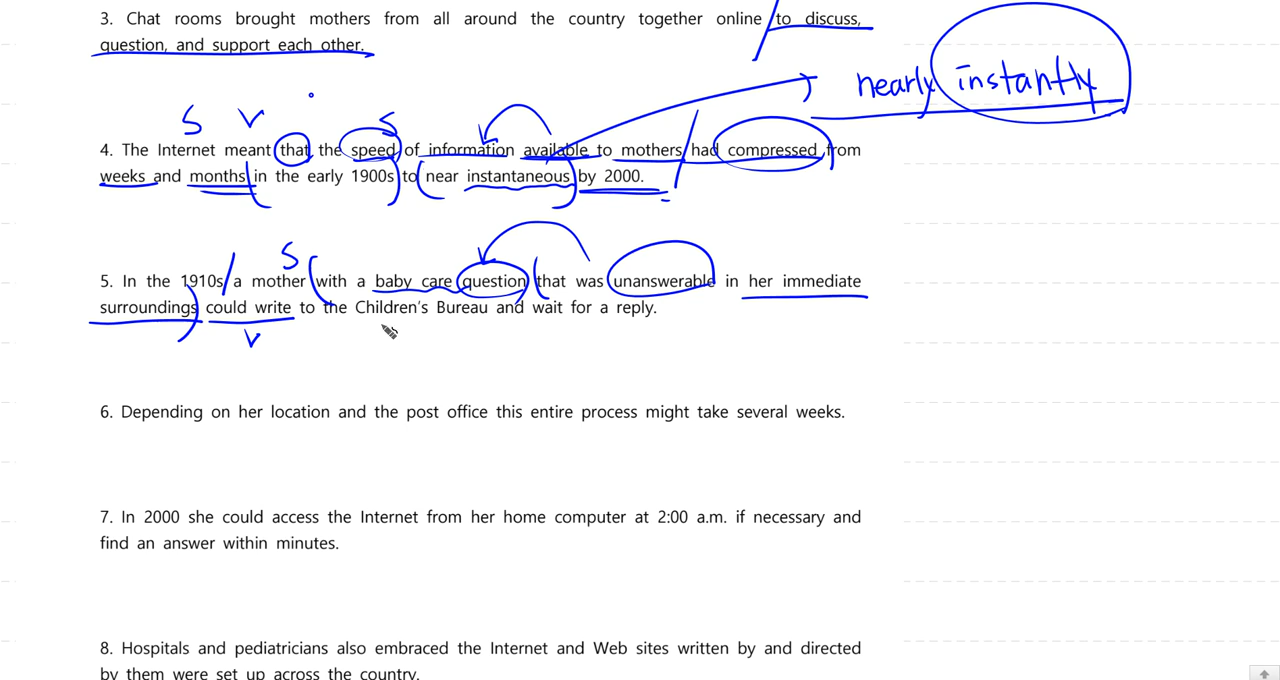 3. Chat rooms brought mothers from all around the country together online to discuss,
question, and support each other.
nearly instantly
S V S
4. The Internet meant that the speed of information available to mothers had compressed from
weeks and months in the early 1900s to near instantaneous by 2000.
S
5. In the 1910s a mother with a baby care question that was unanswerable in her immediate
surroundings could write to the Children's Bureau and wait for a reply.
V
6. Depending on her location and the post office this entire process might take several weeks.
7. In 2000 she could access the Internet from her home computer at 2:00 a.m. if necessary and
find an answer within minutes.
8. Hospitals and pediatricians also embraced the Internet and Web sites written by and directed
by them were set up across the country.